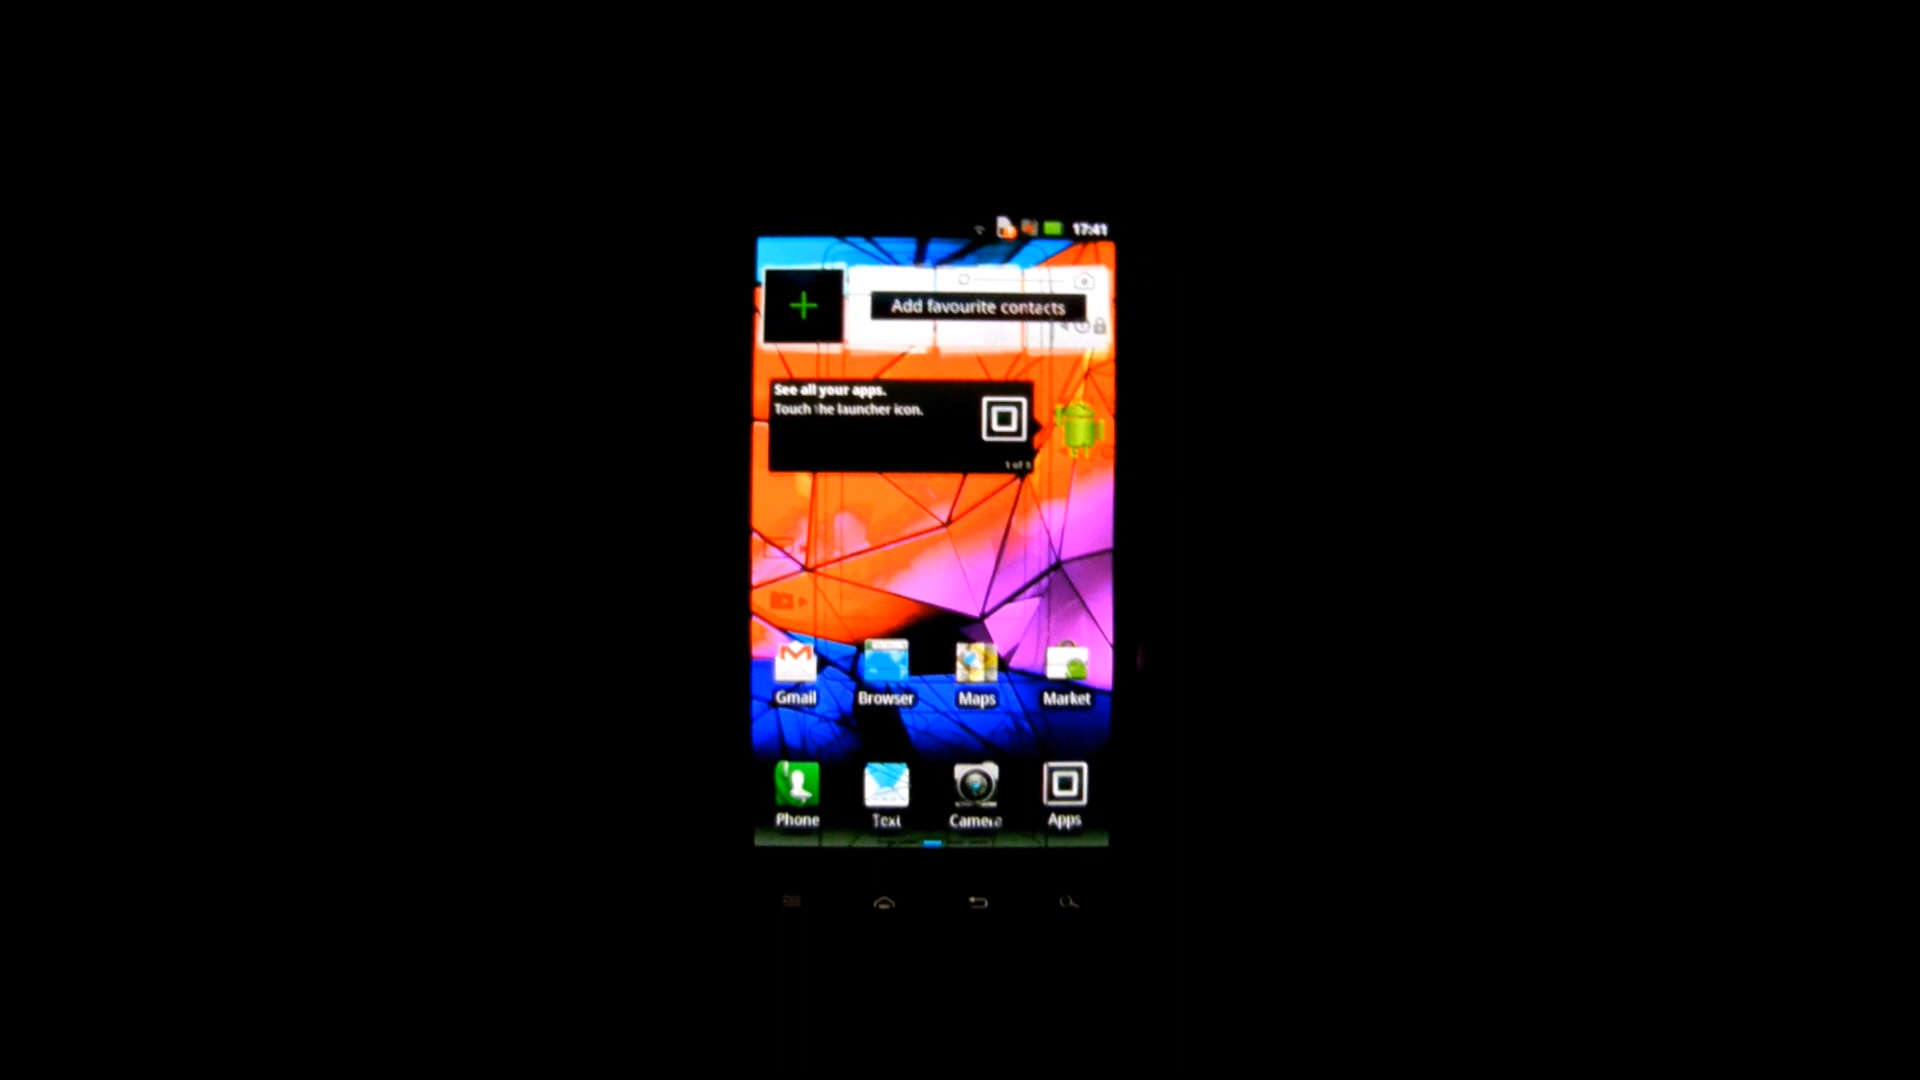 17:41
Add favourite contacts
See all your apps.
Touch the launcher icon.
Gmail
Browser
Maps
Market
Phone
Text
Camera
Apps